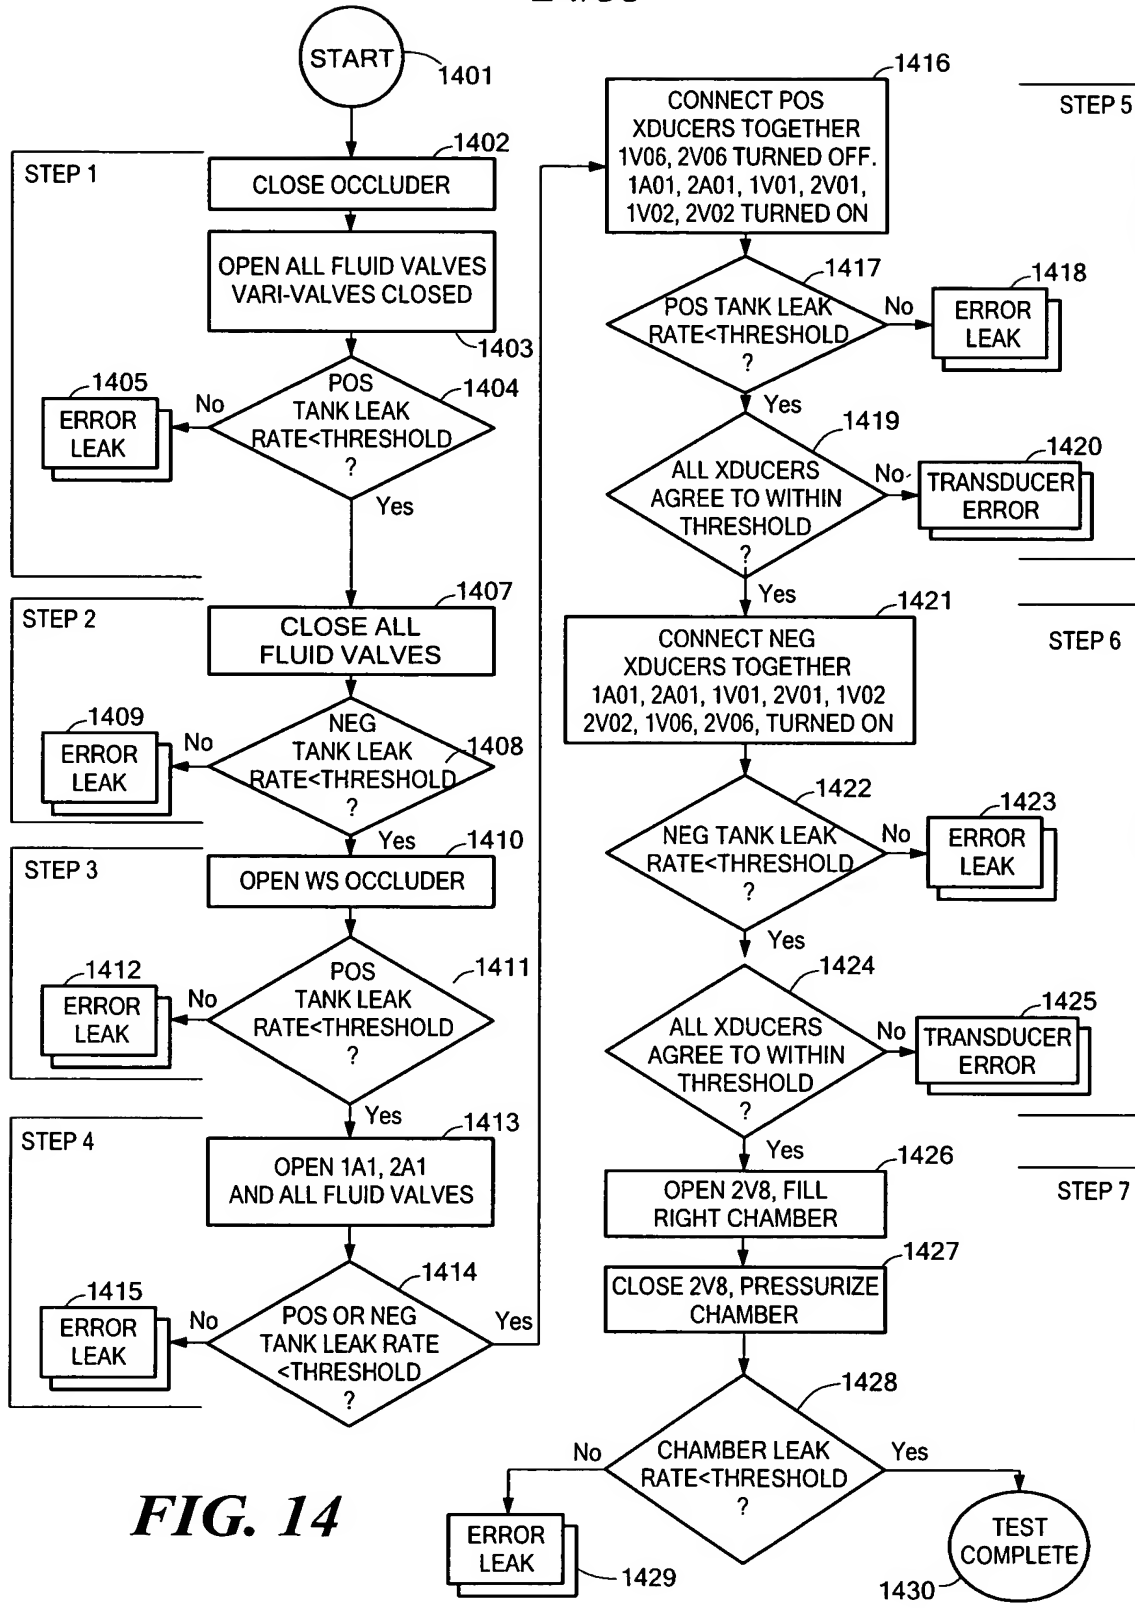 START
1401
STEP 1
1402
CLOSE OCCLUDER
OPEN ALL FLUID VALVES
VARI-VALVES CLOSED
1403
POS
TANK LEAK
RATE<THRESHOLD
?
1404
No
1405
ERROR
LEAK
Yes
STEP 2
1407
CLOSE ALL
FLUID VALVES
NEG
TANK LEAK
RATE<THRESHOLD
?
1408
No
1409
ERROR
LEAK
Yes
STEP 3
1410
OPEN WS OCCLUDER
POS
TANK LEAK
RATE<THRESHOLD
?
1411
No
1412
ERROR
LEAK
Yes
STEP 4
1413
OPEN 1A1, 2A1
AND ALL FLUID VALVES
1414
POS OR NEG
TANK LEAK RATE
<THRESHOLD
?
No
1415
ERROR
LEAK
Yes
STEP 5
1416
CONNECT POS
XDUCERS TOGETHER
1V06, 2V06 TURNED OFF.
1A01, 2A01, 1V01, 2V01,
1V02, 2V02 TURNED ON
1417
POS TANK LEAK
RATE<THRESHOLD
?
No
1418
ERROR
LEAK
Yes
1419
ALL XDUCERS
AGREE TO WITHIN
THRESHOLD
?
No
1420
TRANSDUCER
ERROR
Yes
STEP 6
1421
CONNECT NEG
XDUCERS TOGETHER
1A01, 2A01, 1V01, 2V01, 1V02
2V02, 1V06, 2V06, TURNED ON
1422
NEG TANK LEAK
RATE<THRESHOLD
?
No
1423
ERROR
LEAK
Yes
1424
ALL XDUCERS
AGREE TO WITHIN
THRESHOLD
?
No
1425
TRANSDUCER
ERROR
Yes
STEP 7
1426
OPEN 2V8, FILL
RIGHT CHAMBER
1427
CLOSE 2V8, PRESSURIZE
CHAMBER
1428
CHAMBER LEAK
RATE<THRESHOLD
?
No
ERROR
LEAK
1429
Yes
TEST
COMPLETE
1430
FIG. 14